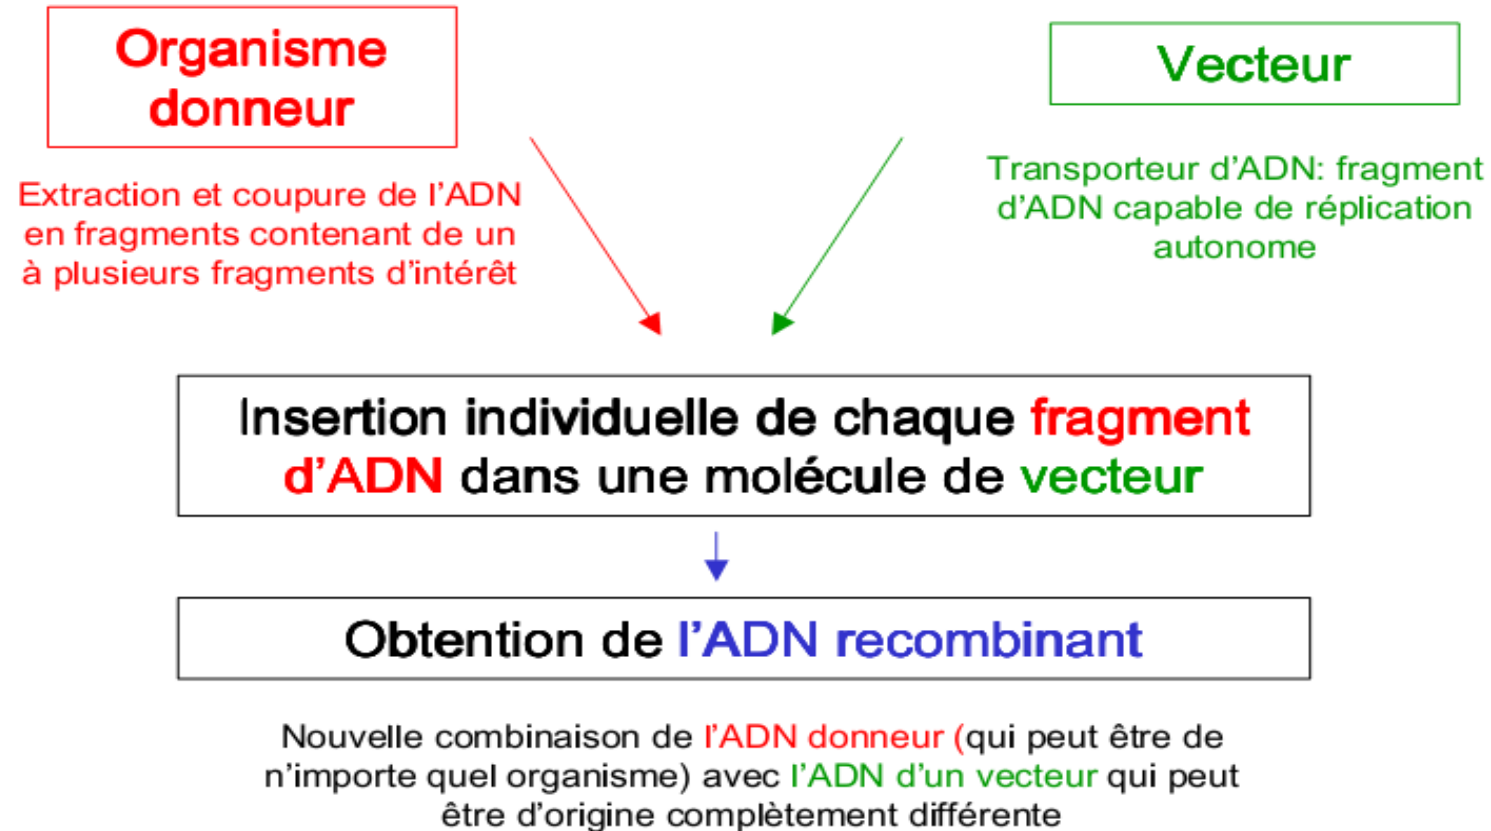 Organisme
donneur
Vecteur
Extraction et coupure de l’ADN
en fragments contenant de un
à plusieurs fragments d’intérêt
Transporteur d’ADN: fragment
d’ADN capable de réplication
autonome
Insertion individuelle de chaque fragment
d’ADN dans une molécule de vecteur
Obtention de l’ADN recombinant
Nouvelle combinaison de l’ADN donneur (qui peut être de
n’importe quel organisme) avec l’ADN d’un vecteur qui peut
être d’origine complètement différente